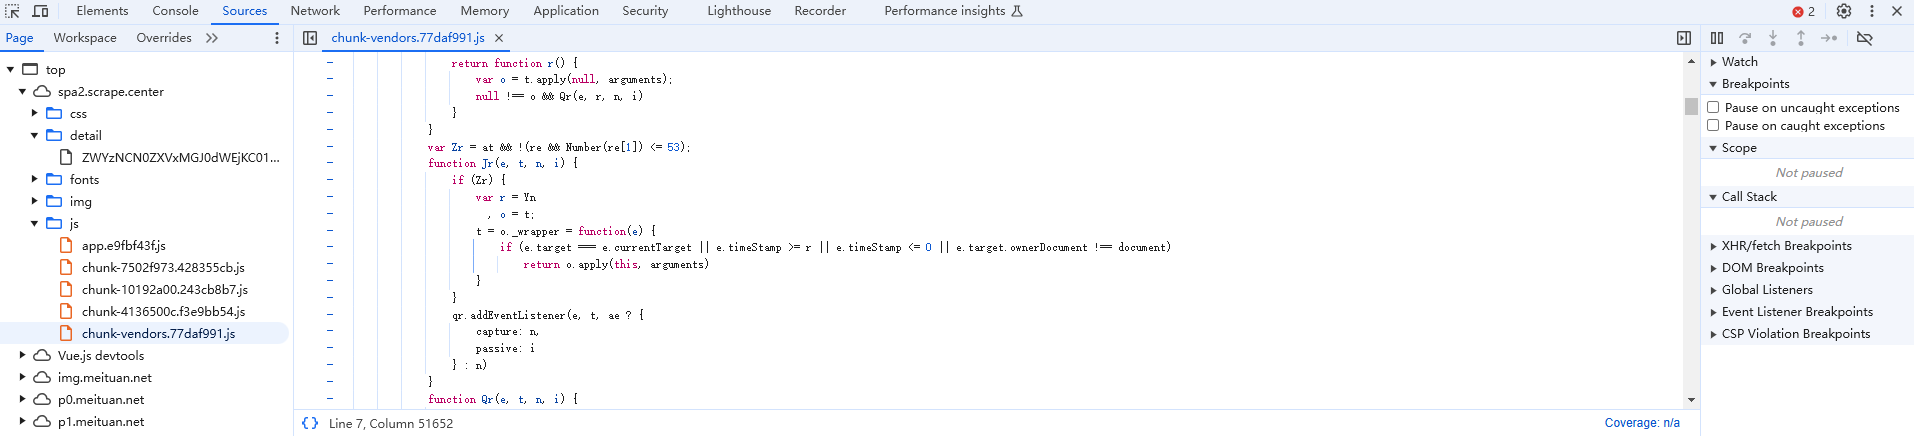 Elements Console Sources Network Performance Memory Application Security Lighthouse Recorder Performance insights 2
Page Workspace Overrides
chunk-vendors.77daf991.js
top
spa2.scrape.center
css
detail
ZWYzNCN0ZXVxMGJ0dWEjKC01...
fonts
img
js
app.e9fbf43f.js
chunk-7502f973.428355cb.js
chunk-10192a00.243cb8b7.js
chunk-4136500c.f3e9bb54.js
chunk-vendors.77daf991.js
Vue.js devtools
img.meituan.net
p0.meituan.net
p1.meituan.net
- return function r() {
- var o = t.apply(null, arguments);
- null !== o && Qr(e, r, n, i)
- }
- }
- var Zr = at && !(re && Number(re[1]) <= 53);
- function Jr(e, t, n, i) {
- if (Zr) {
- var r = Yn
- , o = t;
- t = o._wrapper = function(e) {
- if (e.target === e.currentTarget || e.timeStamp >= r || e.timeStamp <= 0 || e.target.ownerDocument !== document)
- return o.apply(this, arguments)
- }
- }
- qr.addEventListener(e, t, ae ? {
- capture: n,
- passive: i
- } : n)
- }
- function Qr(e, t, n, i) {
{} Line 7, Column 51652
Coverage: n/a
Watch
Breakpoints
Pause on uncaught exceptions
Pause on caught exceptions
Scope
Not paused
Call Stack
Not paused
XHR/fetch Breakpoints
DOM Breakpoints
Global Listeners
Event Listener Breakpoints
CSP Violation Breakpoints